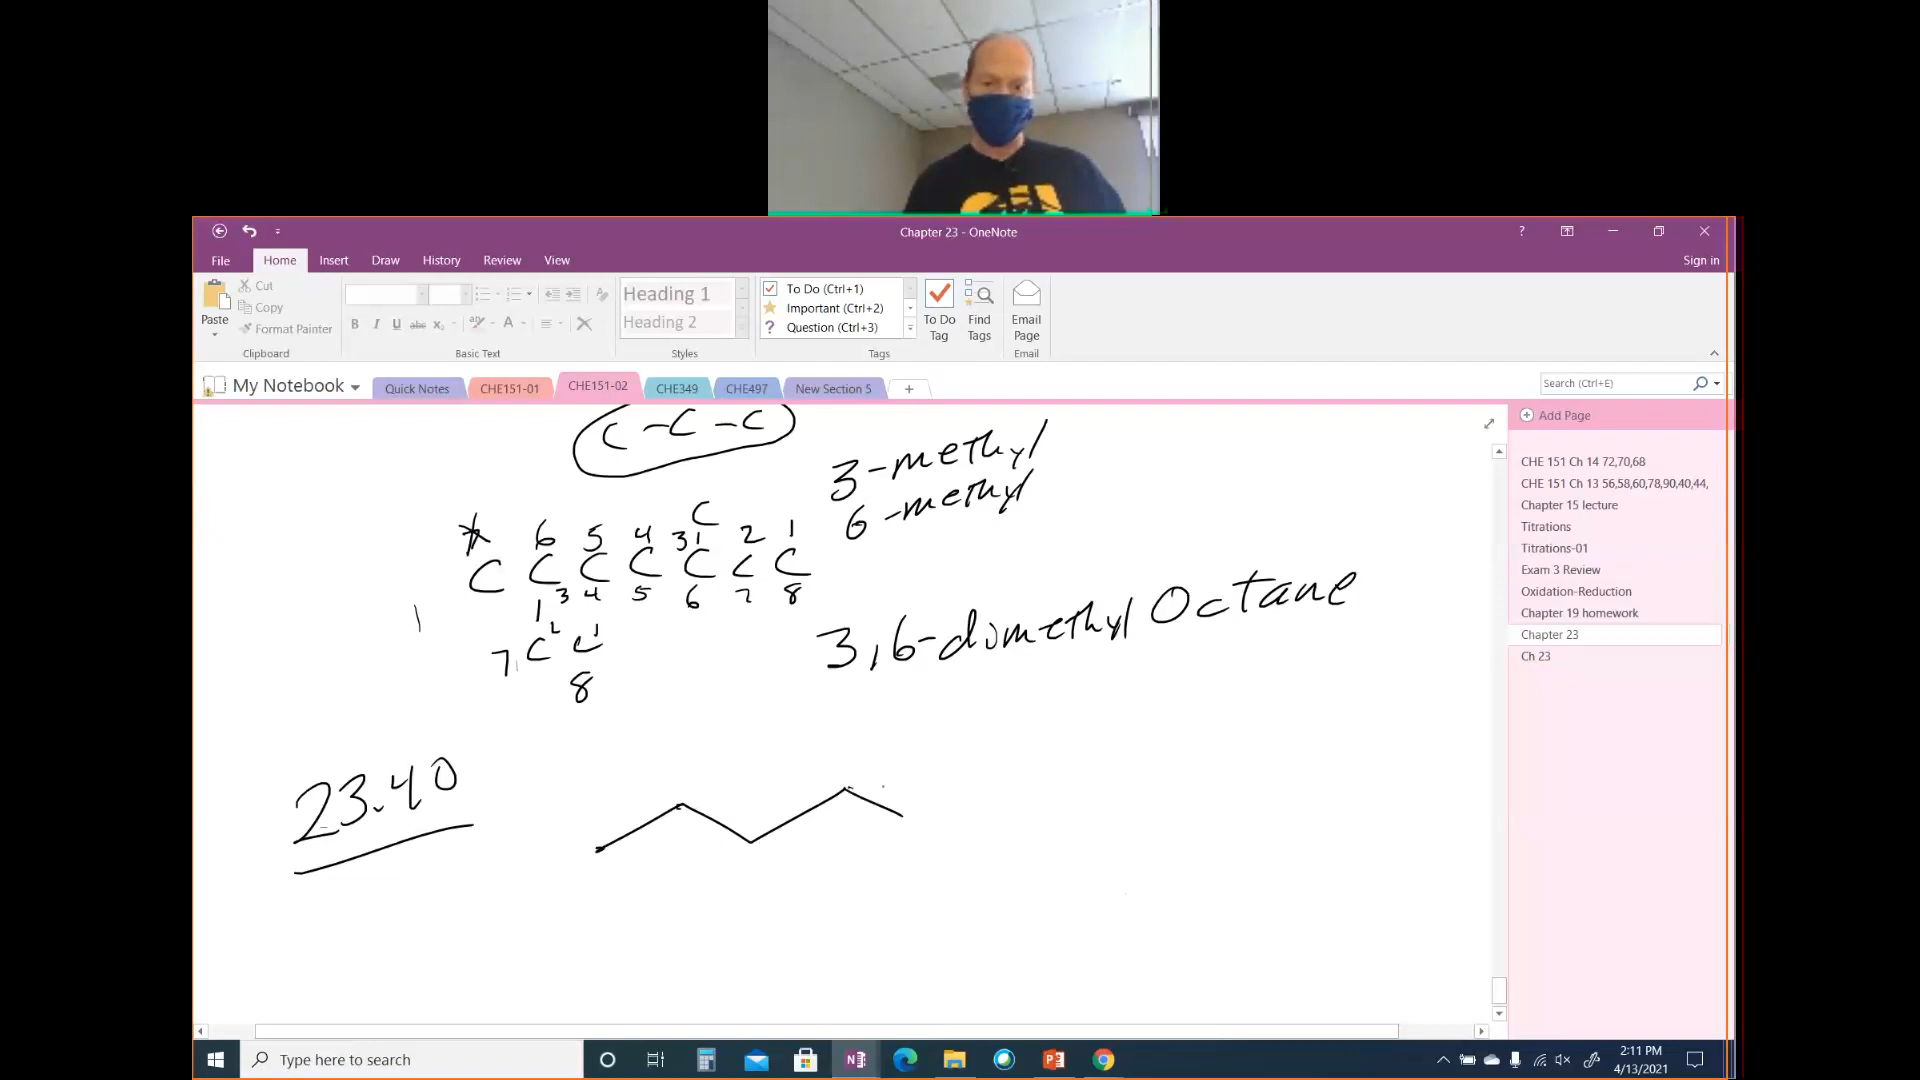 Chapter 23 - OneNote
?
File Home Insert Draw History Review View
Sign in
Paste
Cut
Copy
Format Painter
Clipboard
B I U abc x₂ A
Basic Text
Heading 1
Heading 2
Styles
To Do (Ctrl+1)
Important (Ctrl+2)
? Question (Ctrl+3)
Tags
To Do
Tag
Find
Tags
Email
Page
Email
My Notebook
Quick Notes CHE151-01 CHE151-02 CHE349 CHE497 New Section 5 +
Search (Ctrl+E)
Add Page
CHE 151 Ch 14 72,70,68
CHE 151 Ch 13 56,58,60,78,90,40,44,
Chapter 15 lecture
Titrations
Titrations-01
Exam 3 Review
Oxidation-Reduction
Chapter 19 homework
Chapter 23
Ch 23
C - C - C
3-methyl
6-methyl
C
6 5 4 3 2 1
C C C C C C C
3 4 5 6 7 8
2 1
7 C C
8
3,6-dimethyl Octane
23.40
Type here to search
2:11 PM
4/13/2021